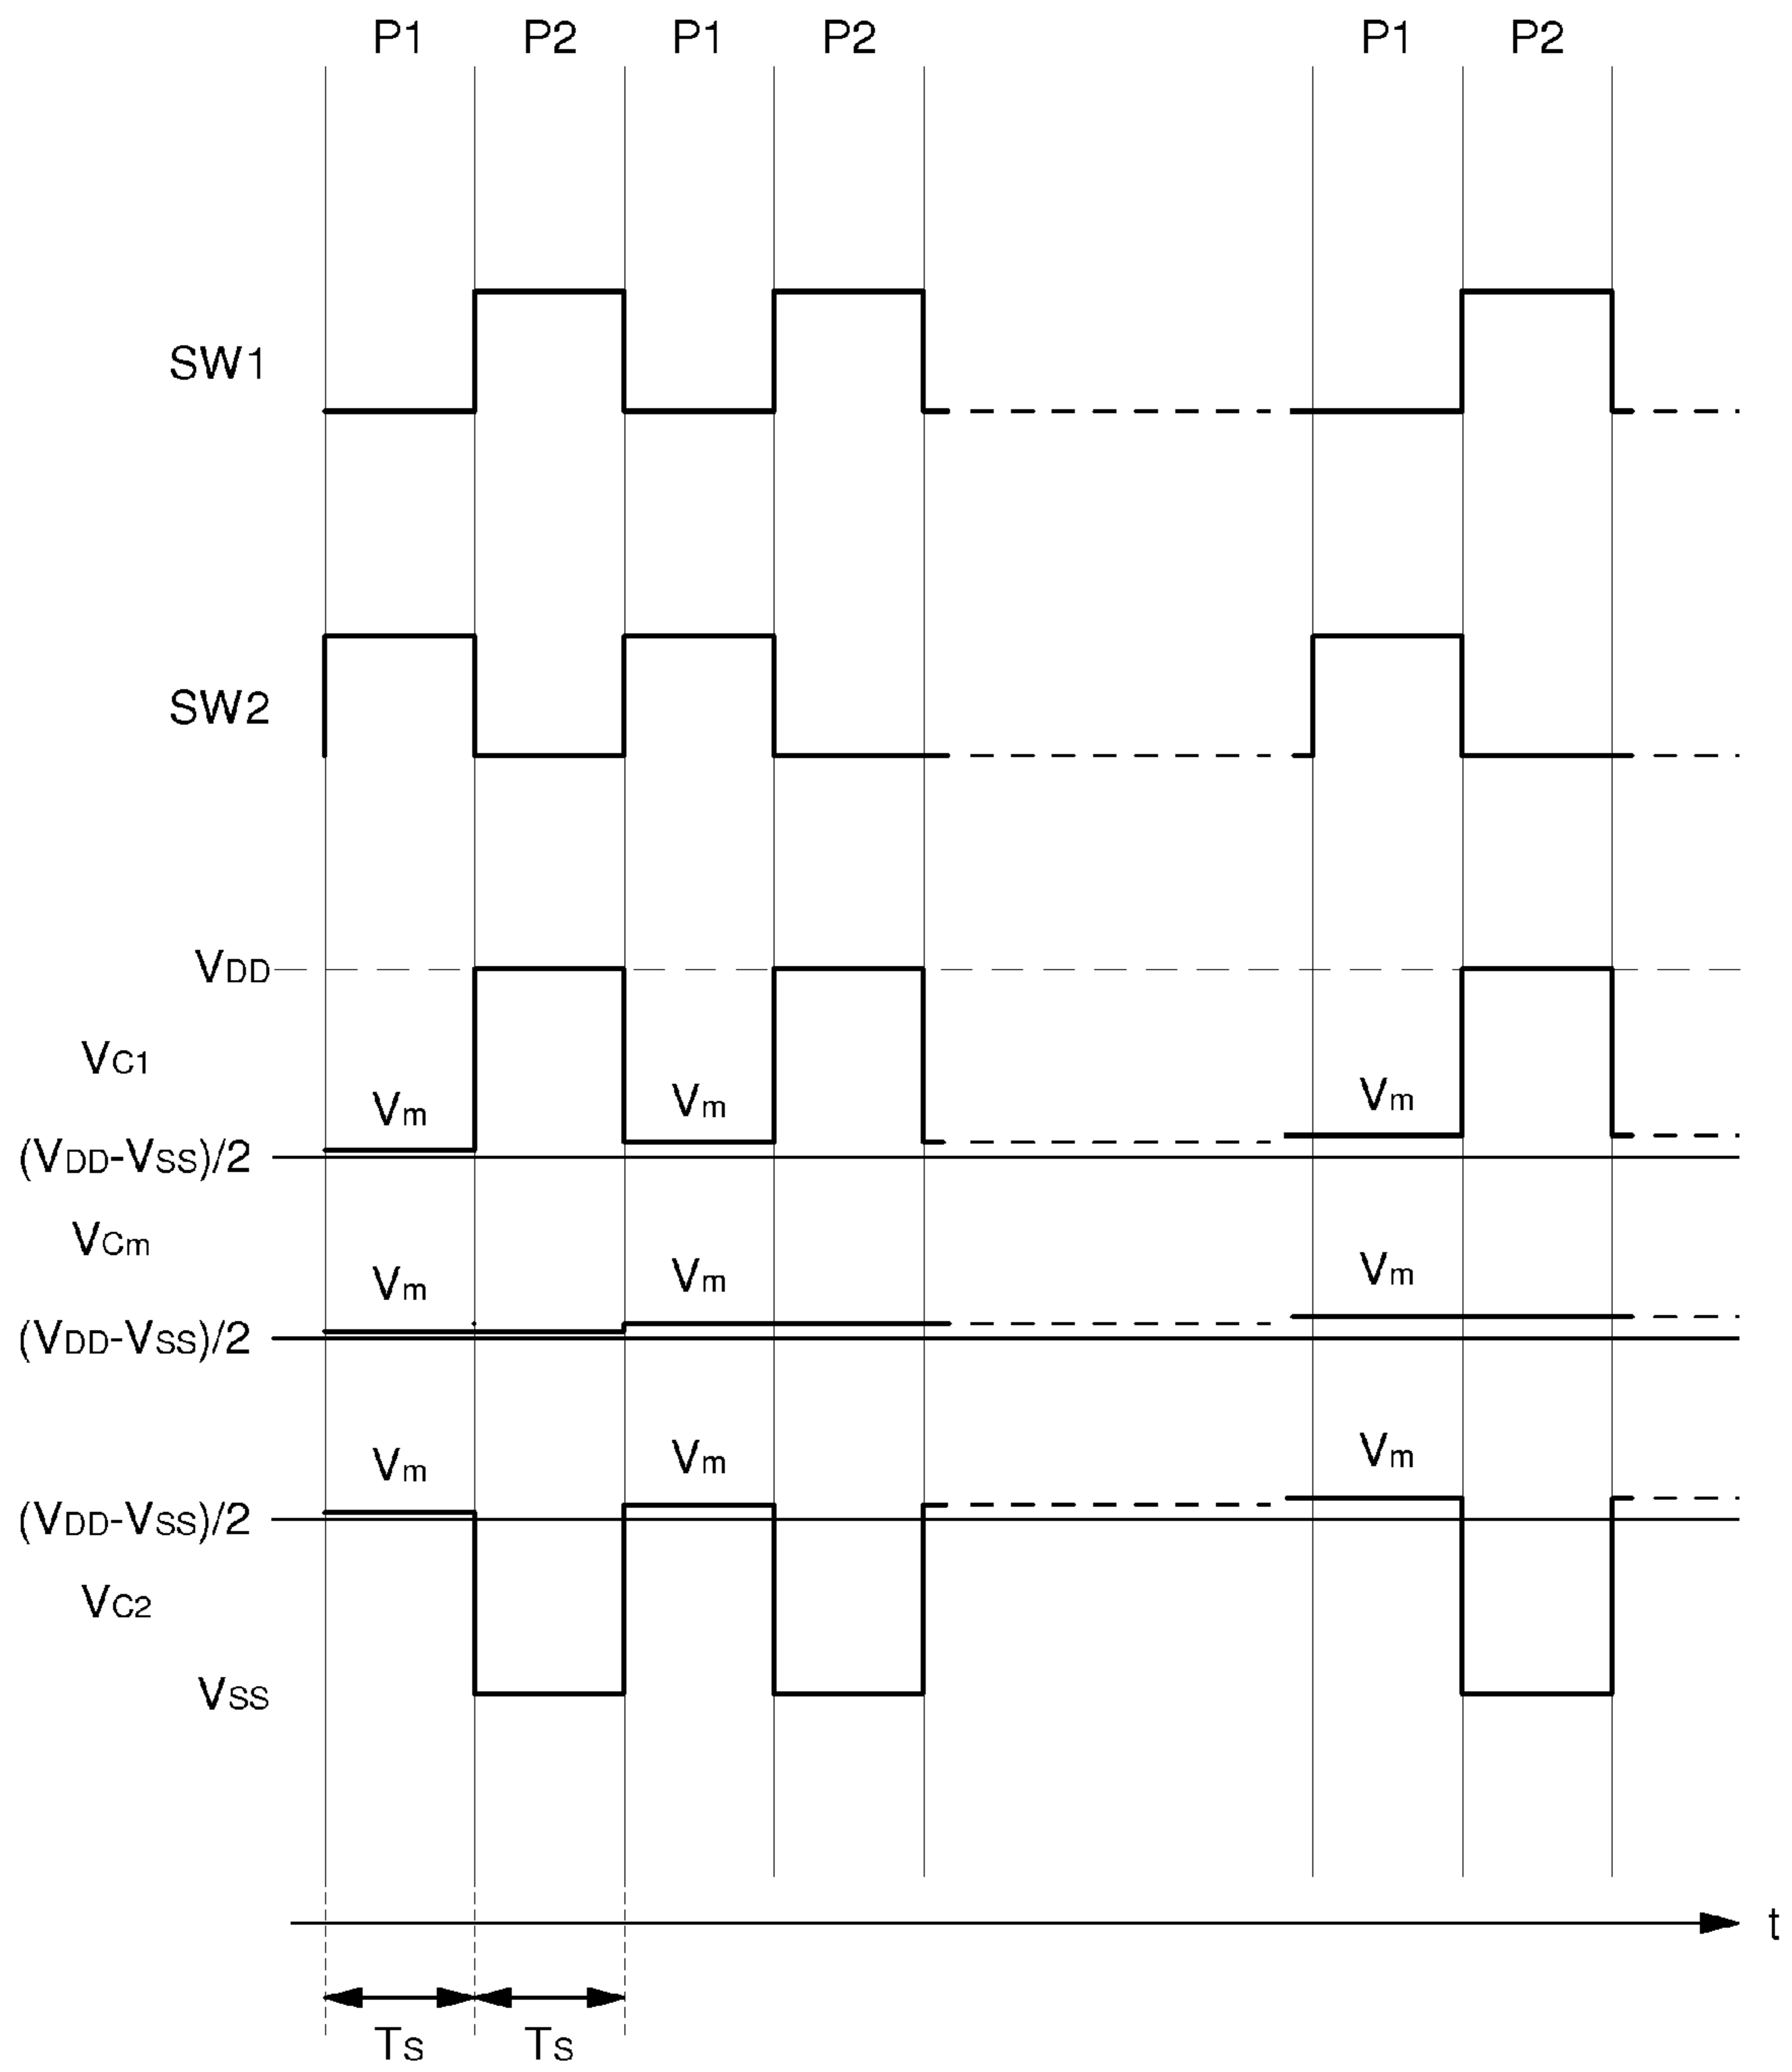 P1 P2 P1 P2 P1 P2
SW1
SW2
VDD
VC1
Vm Vm Vm
(VDD-VSS)/2
VCm
Vm Vm Vm
(VDD-VSS)/2
Vm Vm Vm
(VDD-VSS)/2
VC2
VSS
t
TS TS